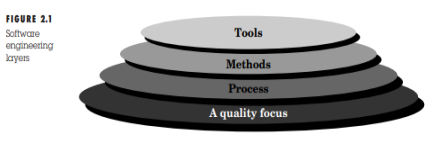 FIGURE 2.1
Software
engineering
layers
Tools
Methods
Process
A quality focus